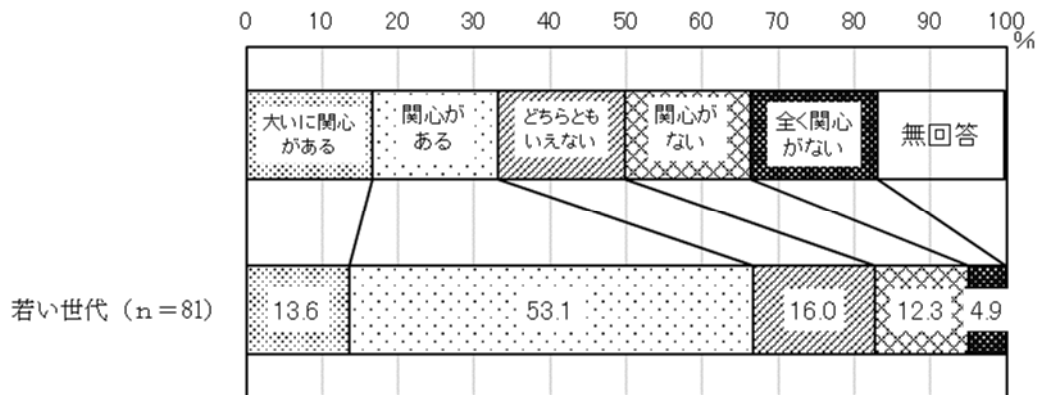 0 10 20 30 40 50 60 70 80 90 100
%
大いに関心
がある
関心が
ある
どちらとも
いえない
関心が
ない
全く関心
がない
無回答
若い世代（ｎ＝81） 13.6 53.1 16.0 12.3 4.9